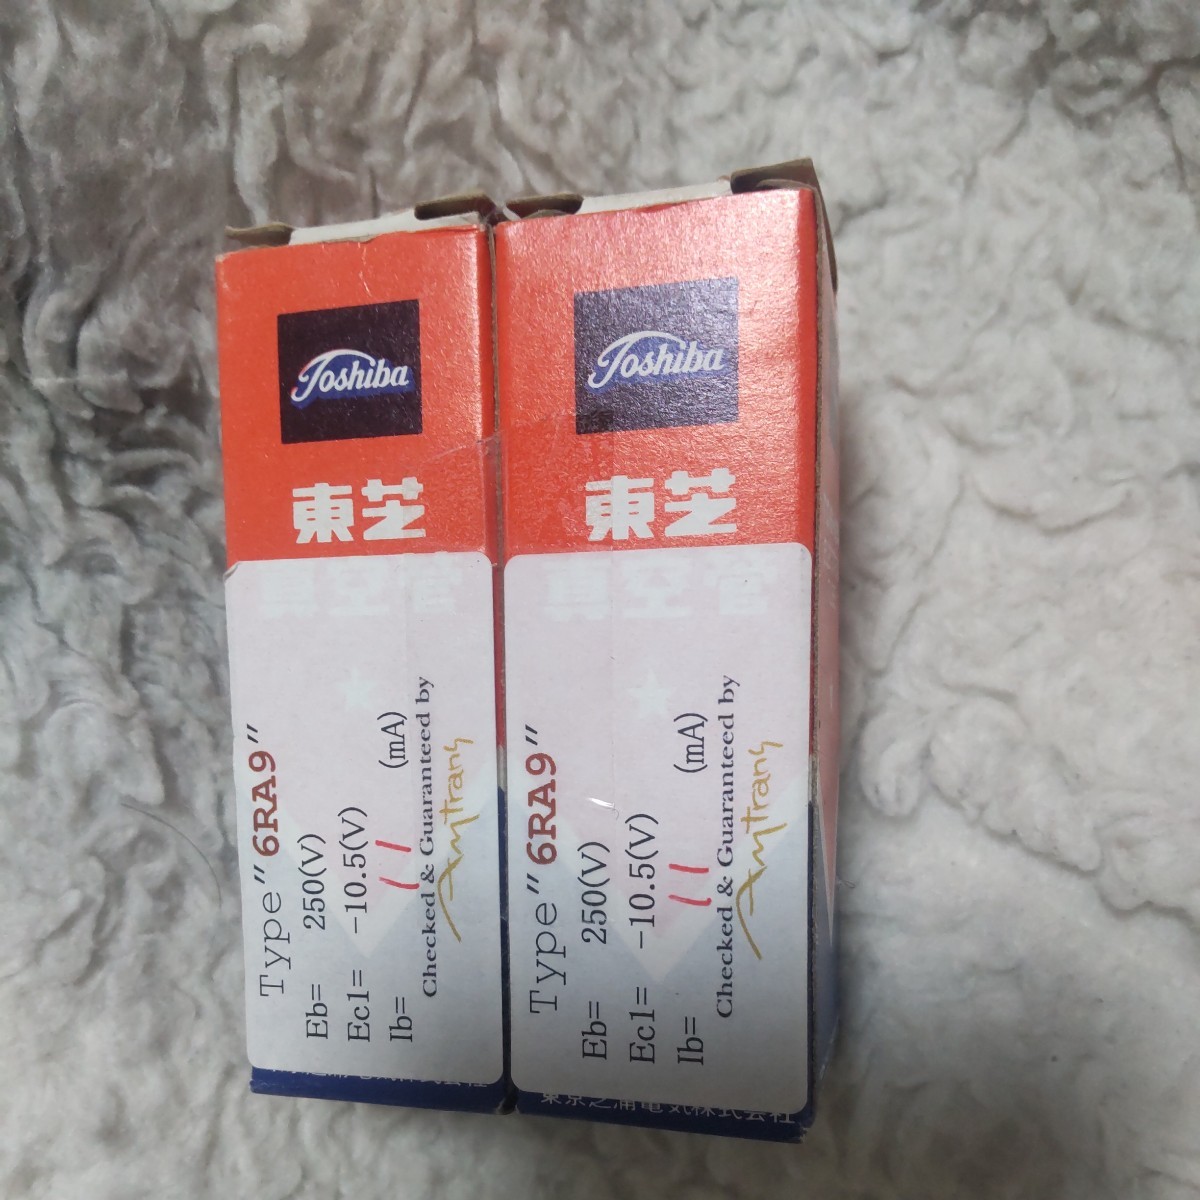 Toshiba
東芝
真空管
Type "6RA9"
Eb= 250(V)
Ec1= -10.5(V)
Ib= 11 (mA)
Checked & Guaranteed by
Amtrans
Toshiba
東芝
真空管
Type "6RA9"
Eb= 250(V)
Ec1= -10.5(V)
Ib= 11 (mA)
Checked & Guaranteed by
Amtrans
東京芝浦電気株式会社